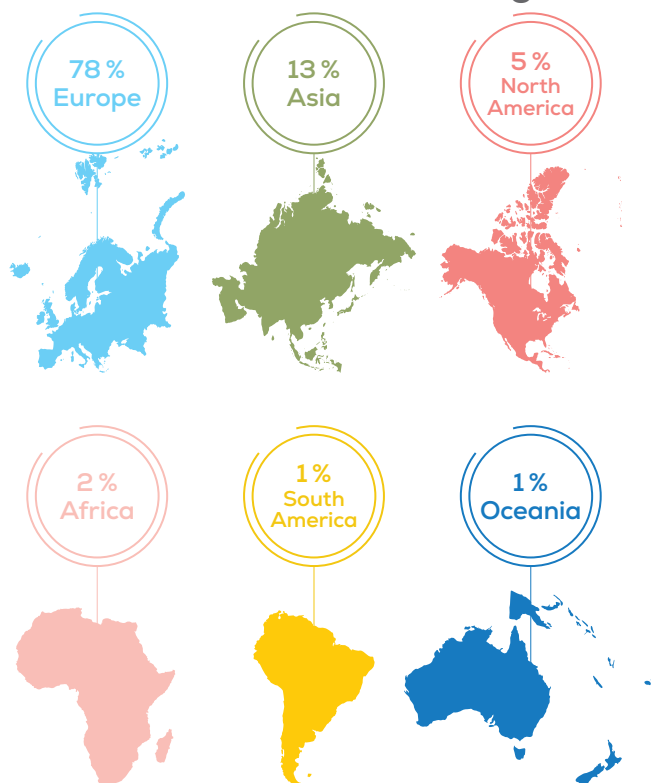 78 %
Europe
13 %
Asia
5 %
North
America
2 %
Africa
1 %
South
America
1 %
Oceania